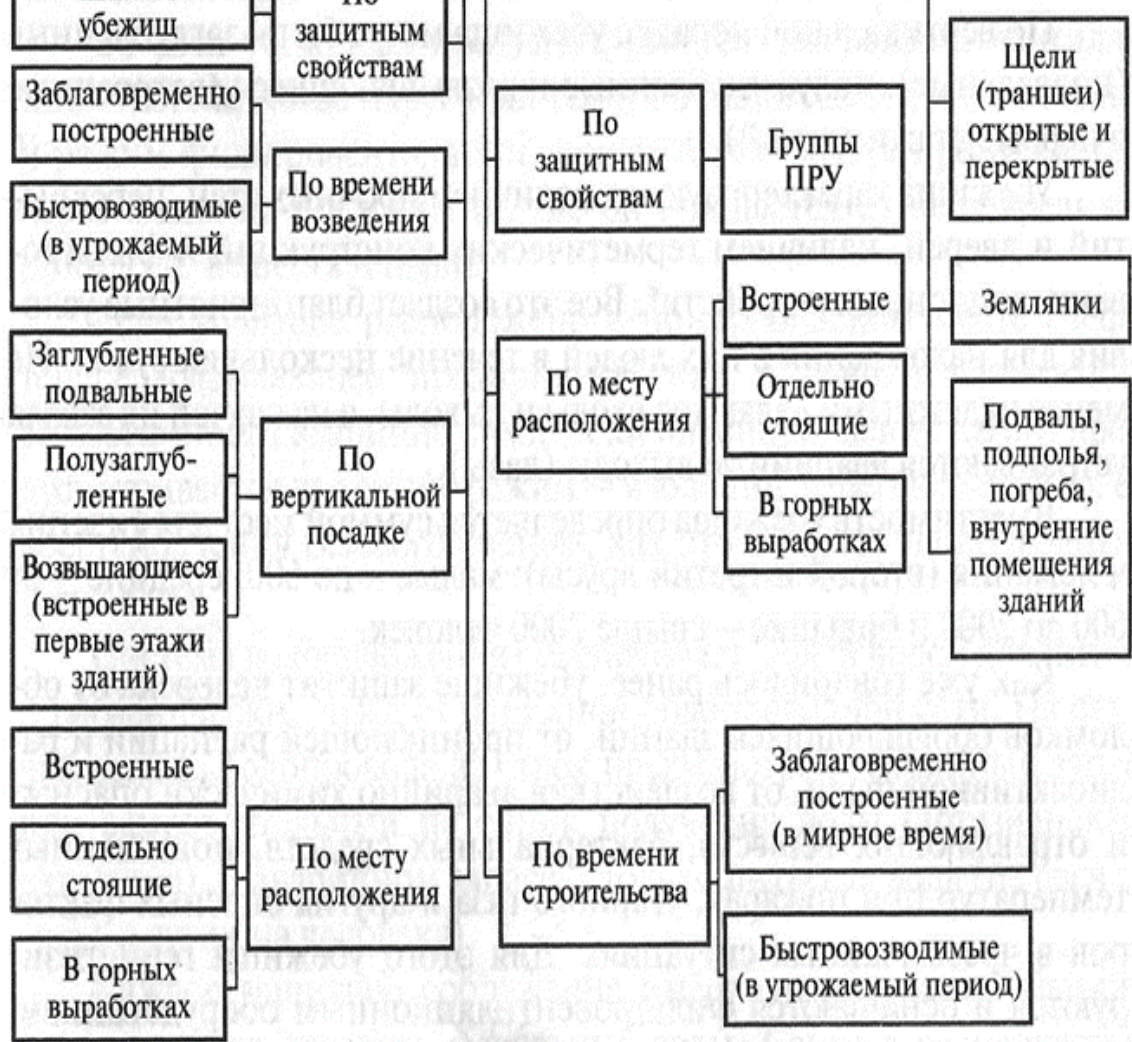 убежищ
По
защитным
свойствам
Заблаговременно
построенные
По времени
возведения
Быстровозводимые
(в угрожаемый
период)
Заглубленные
подвальные
Полузаглуб-
ленные
По
вертикальной
посадке
Возвышающиеся
(встроенные в
первые этажи
зданий)
Встроенные
Отдельно
стоящие
По месту
расположения
В горных
выработках
По
защитным
свойствам
Группы
ПРУ
Встроенные
По месту
расположения
Отдельно
стоящие
В горных
выработках
По времени
строительства
Заблаговременно
построенные
(в мирное время)
Быстровозводимые
(в угрожаемый период)
Щели
(траншеи)
открытые и
перекрытые
Землянки
Подвалы,
подполья,
погреба,
внутренние
помещения
зданий